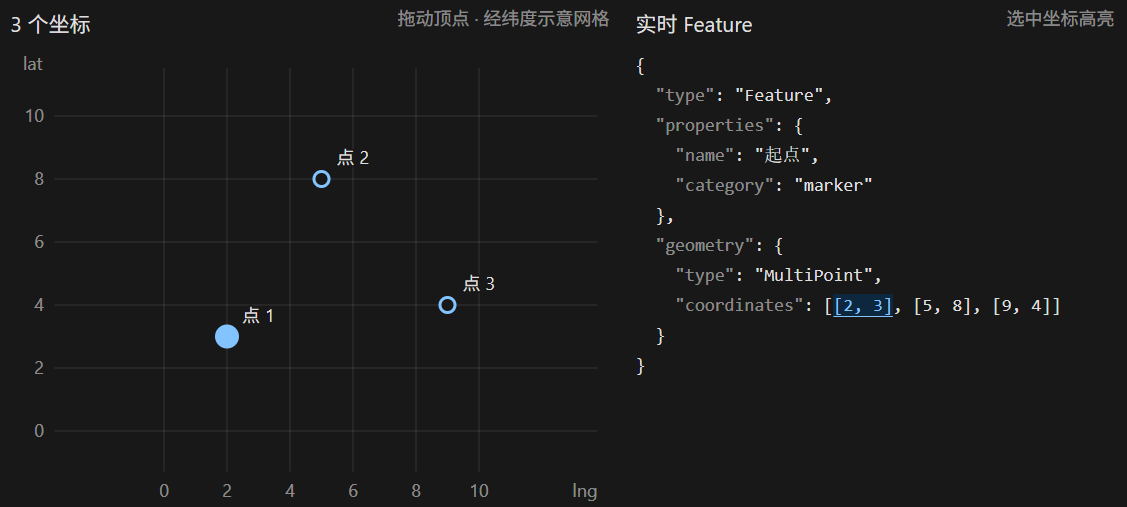 3 个坐标
拖动顶点 · 经纬度示意网格
lat
10
8
6
4
2
0
点 2
点 3
点 1
0 2 4 6 8 10 lng
实时 Feature
选中坐标高亮
{
  "type": "Feature",
  "properties": {
    "name": "起点",
    "category": "marker"
  },
  "geometry": {
    "type": "MultiPoint",
    "coordinates": [[2, 3], [5, 8], [9, 4]]
  }
}